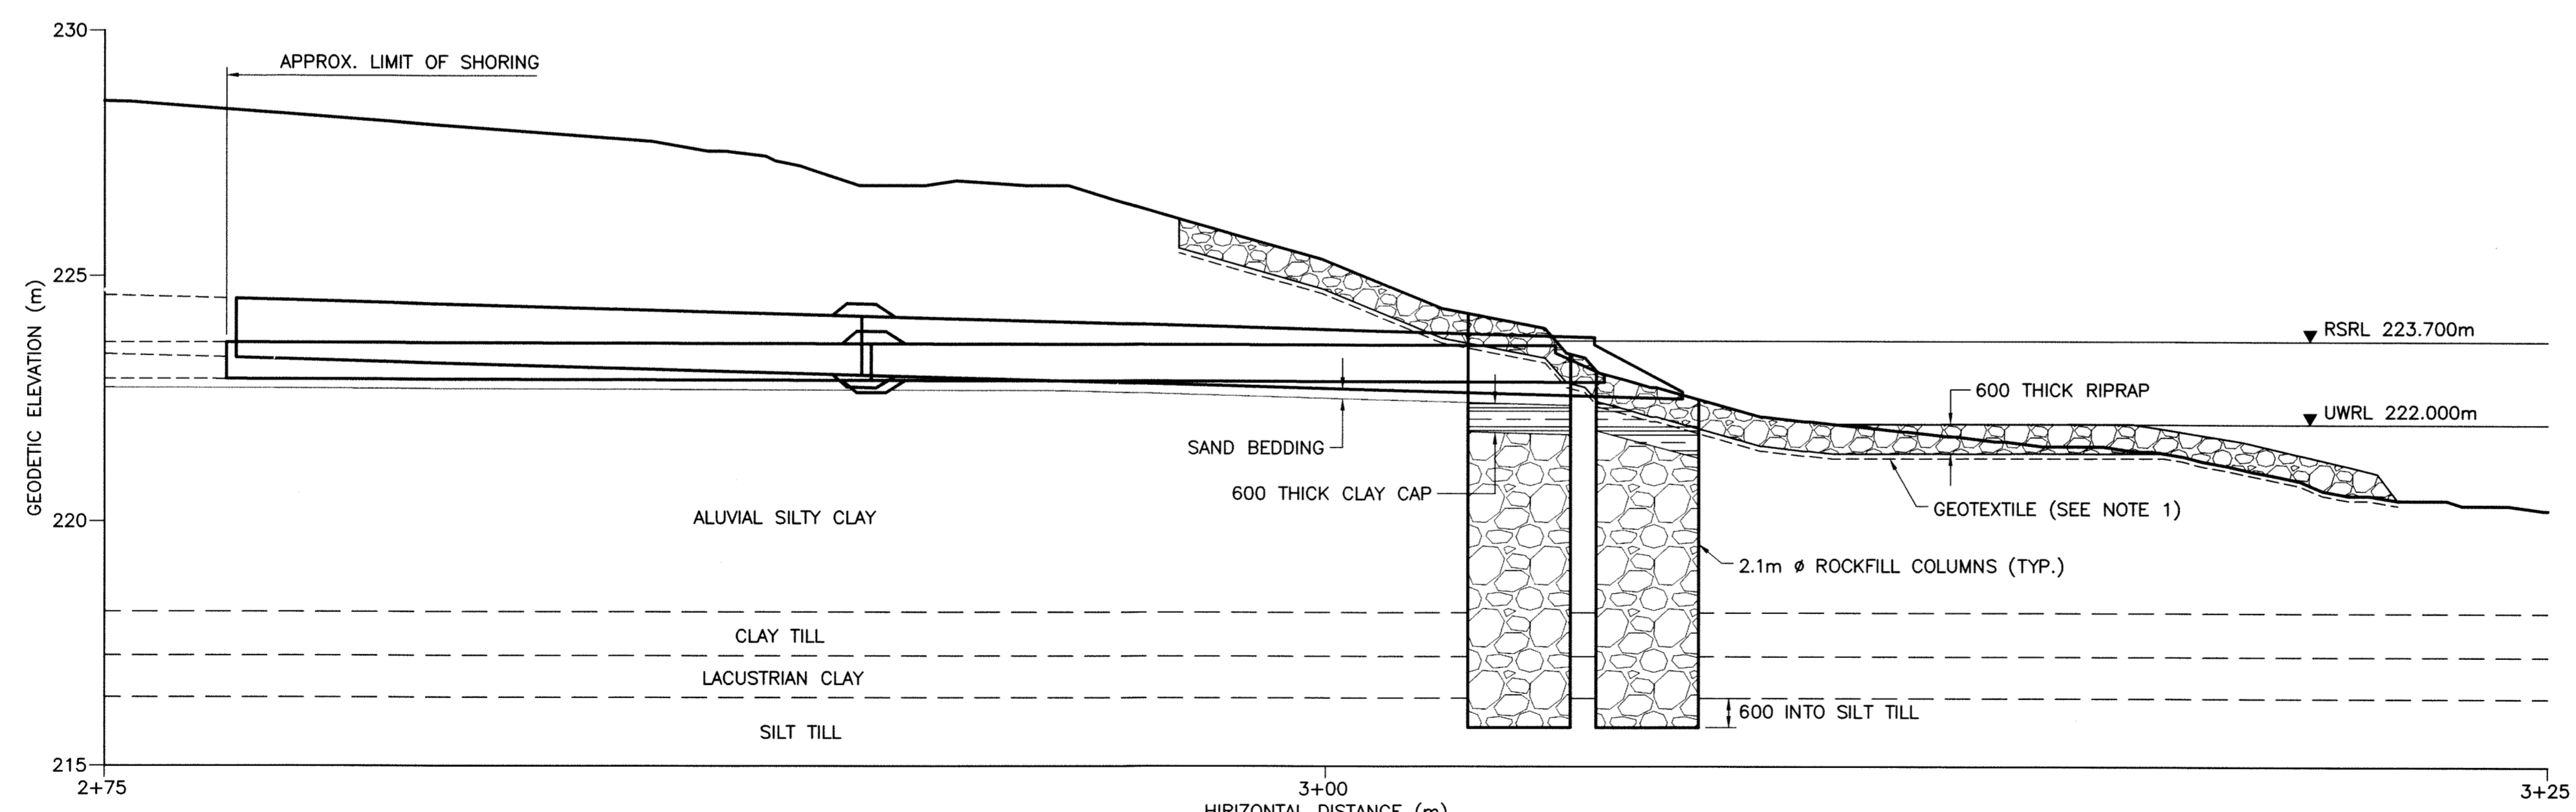 230
APPROX. LIMIT OF SHORING
225
GEODETIC ELEVATION (m)
RSRL 223.700m
600 THICK RIPRAP
UWRL 222.000m
SAND BEDDING
600 THICK CLAY CAP
GEOTEXTILE (SEE NOTE 1)
220
ALUVIAL SILTY CLAY
2.1m ø ROCKFILL COLUMNS (TYP.)
CLAY TILL
LACUSTRIAN CLAY
600 INTO SILT TILL
SILT TILL
215
2+75
3+00
3+25
HIRIZONTAL DISTANCE (m)